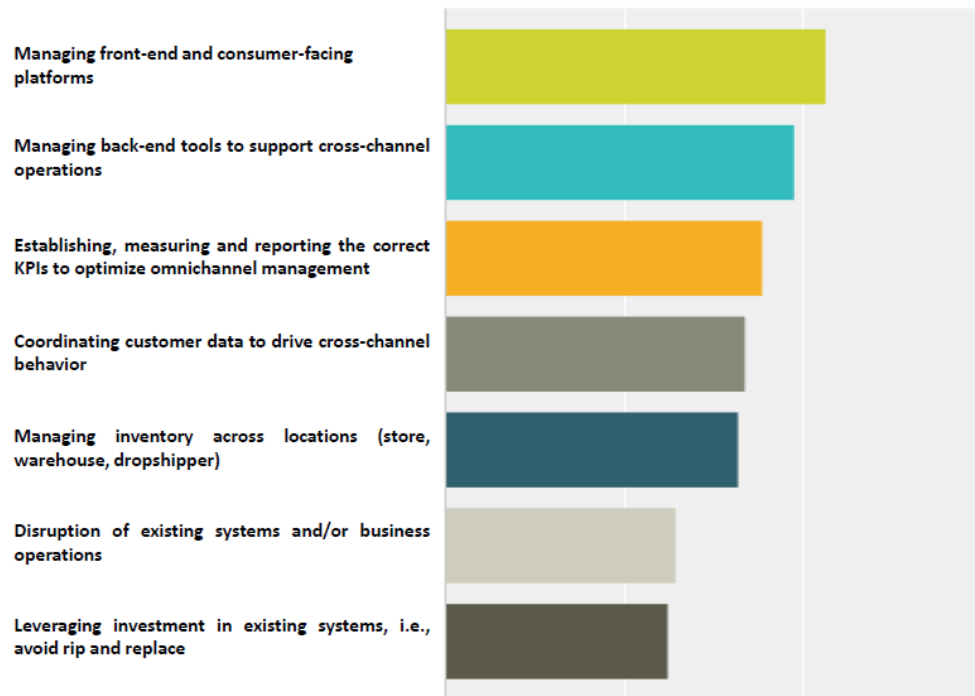 Managing front-end and consumer-facing
platforms
Managing back-end tools to support cross-channel
operations
Establishing, measuring and reporting the correct
KPIs to optimize omnichannel management
Coordinating customer data to drive cross-channel
behavior
Managing inventory across locations (store,
warehouse, dropshipper)
Disruption of existing systems and/or business
operations
Leveraging investment in existing systems, i.e.,
avoid rip and replace